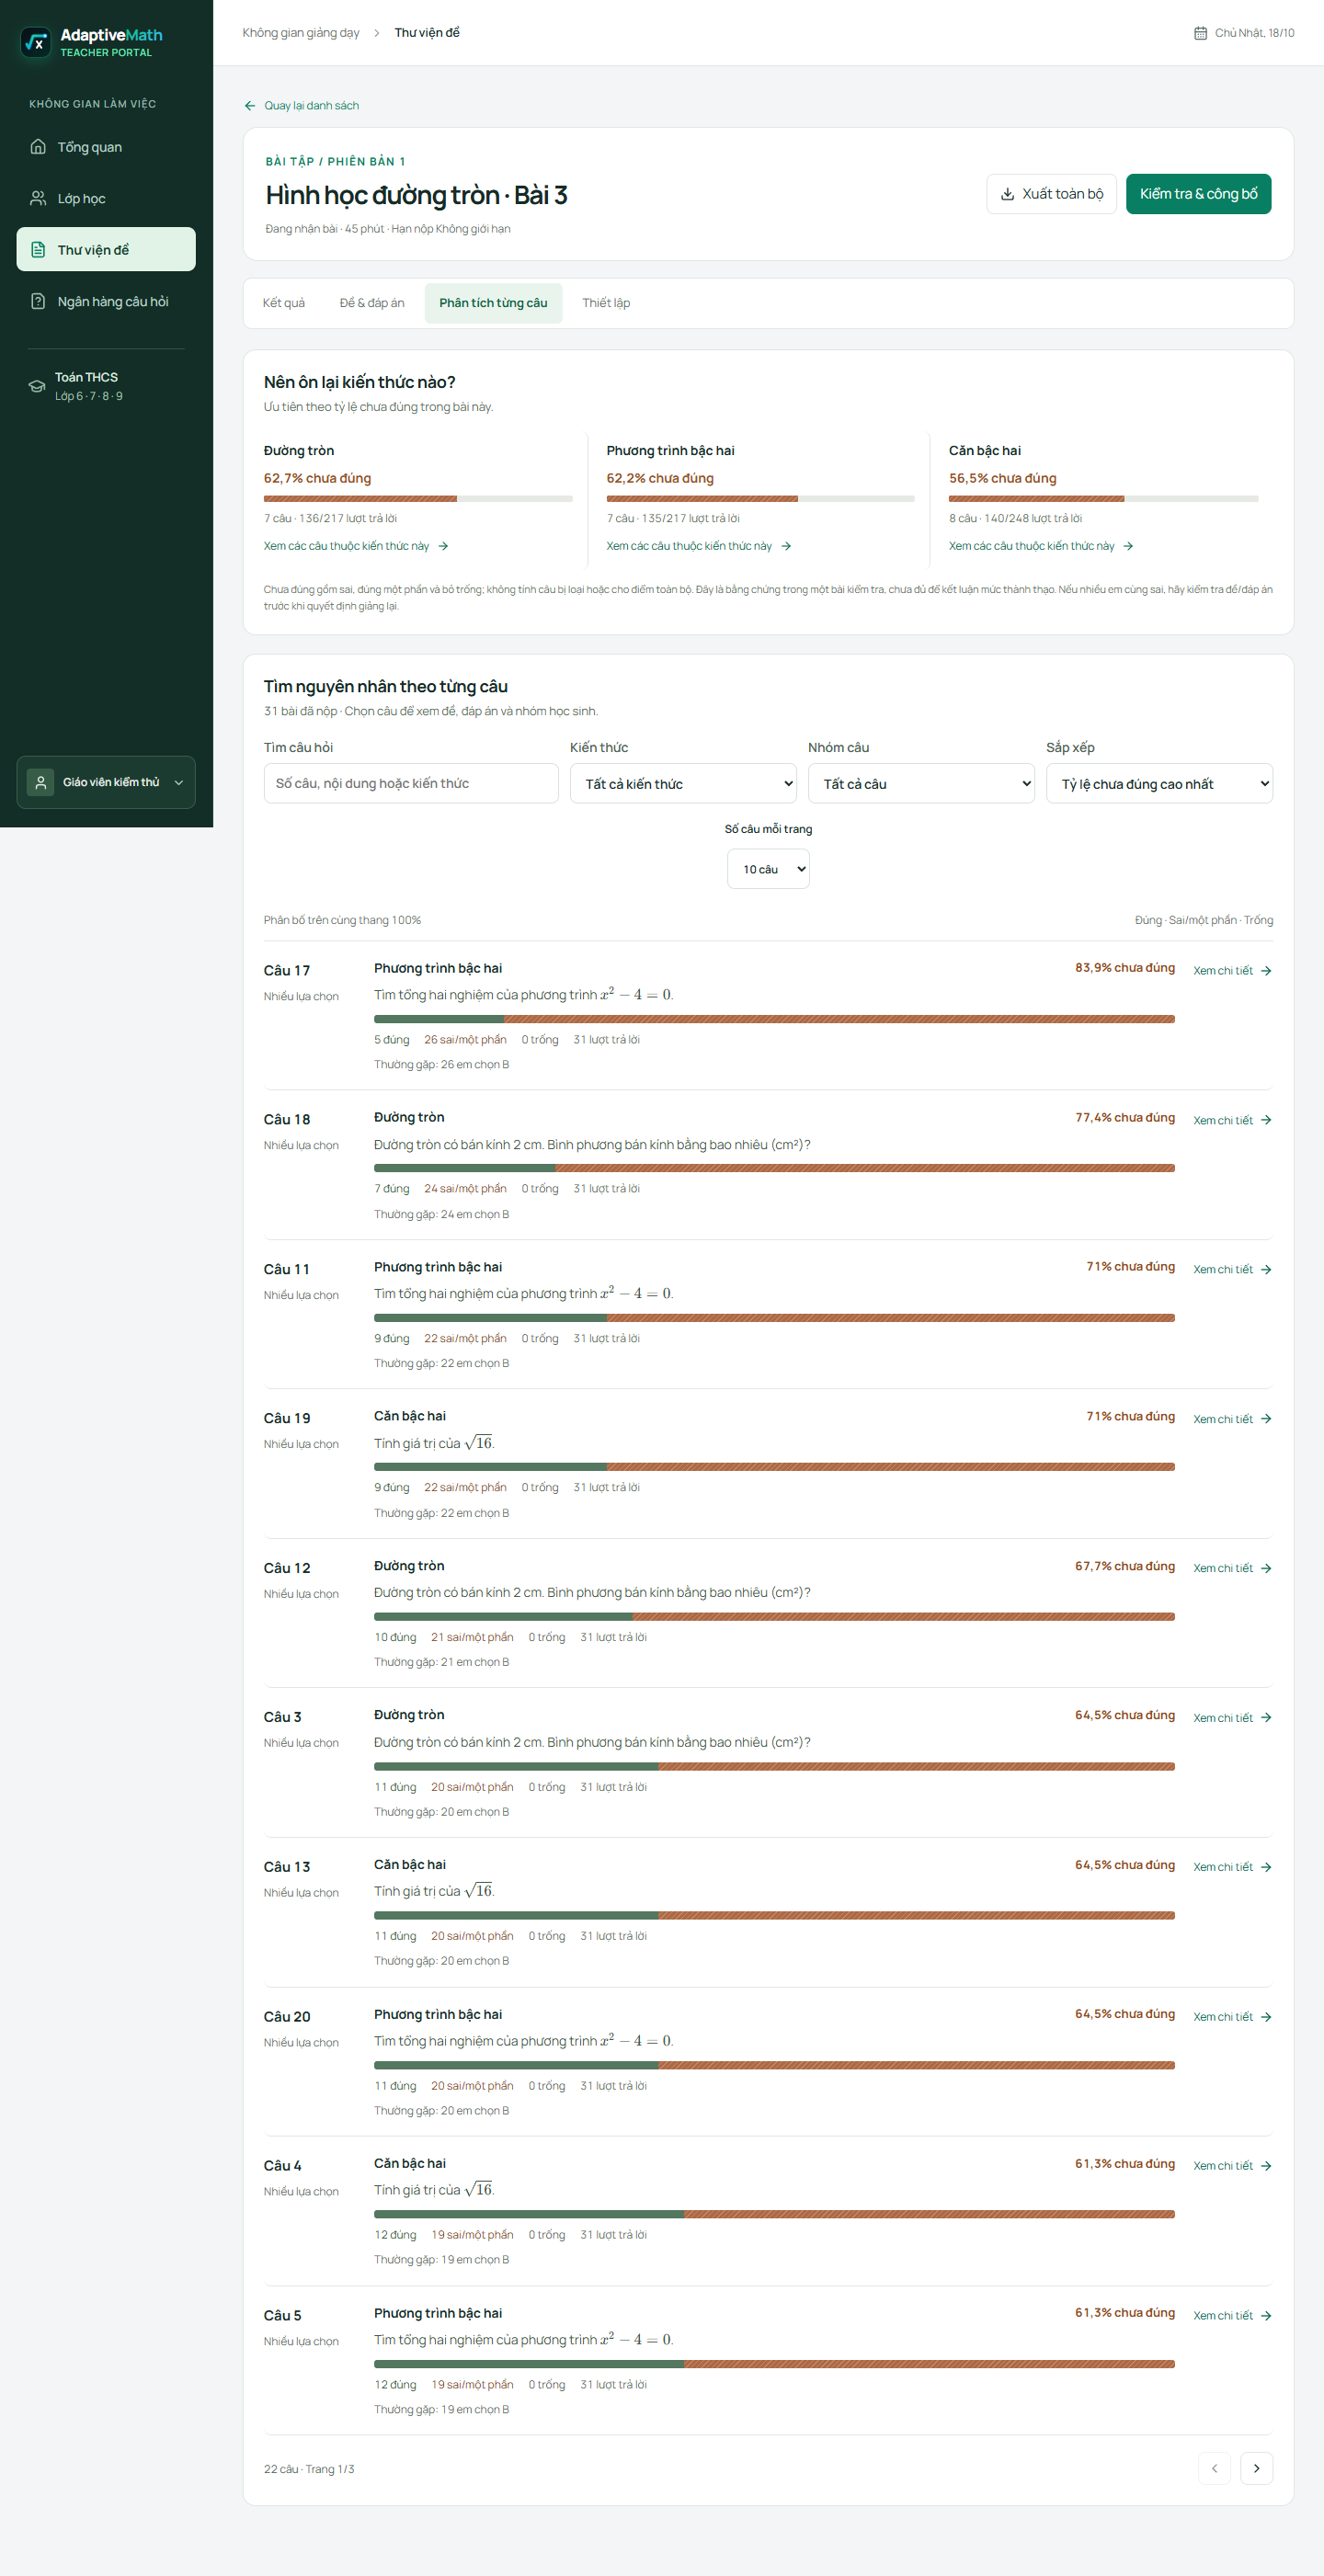 AdaptiveMath
TEACHER PORTAL
KHÔNG GIAN LÀM VIỆC
Tổng quan
Lớp học
Thư viện đề
Ngân hàng câu hỏi
Toán THCS
Lớp 6 · 7 · 8 · 9
Giáo viên kiểm thử
Không gian giảng dạy > Thư viện đề
Chủ Nhật, 18/10
← Quay lại danh sách
BÀI TẬP / PHIÊN BẢN 1
Hình học đường tròn · Bài 3
Đang nhận bài · 45 phút · Hạn nộp Không giới hạn
Xuất toàn bộ
Kiểm tra & công bố
Kết quả
Đề & đáp án
Phân tích từng câu
Thiết lập
Nên ôn lại kiến thức nào?
Ưu tiên theo tỷ lệ chưa đúng trong bài này.
Đường tròn
62,7% chưa đúng
7 câu · 136/217 lượt trả lời
Xem các câu thuộc kiến thức này →
Phương trình bậc hai
62,2% chưa đúng
7 câu · 135/217 lượt trả lời
Xem các câu thuộc kiến thức này →
Căn bậc hai
56,5% chưa đúng
8 câu · 140/248 lượt trả lời
Xem các câu thuộc kiến thức này →
Chưa đúng gồm sai, đúng một phần và bỏ trống; không tính câu bị loại hoặc cho điểm toàn bộ. Đây là bằng chứng trong một bài kiểm tra, chưa đủ để kết luận mức thành thạo. Nếu nhiều em cùng sai, hãy kiểm tra đề/đáp án
trước khi quyết định giảng lại.
Tìm nguyên nhân theo từng câu
31 bài đã nộp · Chọn câu để xem đề, đáp án và nhóm học sinh.
Tìm câu hỏi
Số câu, nội dung hoặc kiến thức
Kiến thức
Tất cả kiến thức
Nhóm câu
Tất cả câu
Sắp xếp
Tỷ lệ chưa đúng cao nhất
Số câu mỗi trang
10 câu
Phân bố trên cùng thang 100%
Đúng · Sai/một phần · Trống
Câu 17
Nhiều lựa chọn
Phương trình bậc hai
83,9% chưa đúng
Xem chi tiết →
Tìm tổng hai nghiệm của phương trình x² − 4 = 0.
5 đúng 26 sai/một phần 0 trống 31 lượt trả lời
Thường gặp: 26 em chọn B
Câu 18
Nhiều lựa chọn
Đường tròn
77,4% chưa đúng
Xem chi tiết →
Đường tròn có bán kính 2 cm. Bình phương bán kính bằng bao nhiêu (cm²)?
7 đúng 24 sai/một phần 0 trống 31 lượt trả lời
Thường gặp: 24 em chọn B
Câu 11
Nhiều lựa chọn
Phương trình bậc hai
71% chưa đúng
Xem chi tiết →
Tìm tổng hai nghiệm của phương trình x² − 4 = 0.
9 đúng 22 sai/một phần 0 trống 31 lượt trả lời
Thường gặp: 22 em chọn B
Câu 19
Nhiều lựa chọn
Căn bậc hai
71% chưa đúng
Xem chi tiết →
Tính giá trị của √16.
9 đúng 22 sai/một phần 0 trống 31 lượt trả lời
Thường gặp: 22 em chọn B
Câu 12
Nhiều lựa chọn
Đường tròn
67,7% chưa đúng
Xem chi tiết →
Đường tròn có bán kính 2 cm. Bình phương bán kính bằng bao nhiêu (cm²)?
10 đúng 21 sai/một phần 0 trống 31 lượt trả lời
Thường gặp: 21 em chọn B
Câu 3
Nhiều lựa chọn
Đường tròn
64,5% chưa đúng
Xem chi tiết →
Đường tròn có bán kính 2 cm. Bình phương bán kính bằng bao nhiêu (cm²)?
11 đúng 20 sai/một phần 0 trống 31 lượt trả lời
Thường gặp: 20 em chọn B
Câu 13
Nhiều lựa chọn
Căn bậc hai
64,5% chưa đúng
Xem chi tiết →
Tính giá trị của √16.
11 đúng 20 sai/một phần 0 trống 31 lượt trả lời
Thường gặp: 20 em chọn B
Câu 20
Nhiều lựa chọn
Phương trình bậc hai
64,5% chưa đúng
Xem chi tiết →
Tìm tổng hai nghiệm của phương trình x² − 4 = 0.
11 đúng 20 sai/một phần 0 trống 31 lượt trả lời
Thường gặp: 20 em chọn B
Câu 4
Nhiều lựa chọn
Căn bậc hai
61,3% chưa đúng
Xem chi tiết →
Tính giá trị của √16.
12 đúng 19 sai/một phần 0 trống 31 lượt trả lời
Thường gặp: 19 em chọn B
Câu 5
Nhiều lựa chọn
Phương trình bậc hai
61,3% chưa đúng
Xem chi tiết →
Tìm tổng hai nghiệm của phương trình x² − 4 = 0.
12 đúng 19 sai/một phần 0 trống 31 lượt trả lời
Thường gặp: 19 em chọn B
22 câu · Trang 1/3